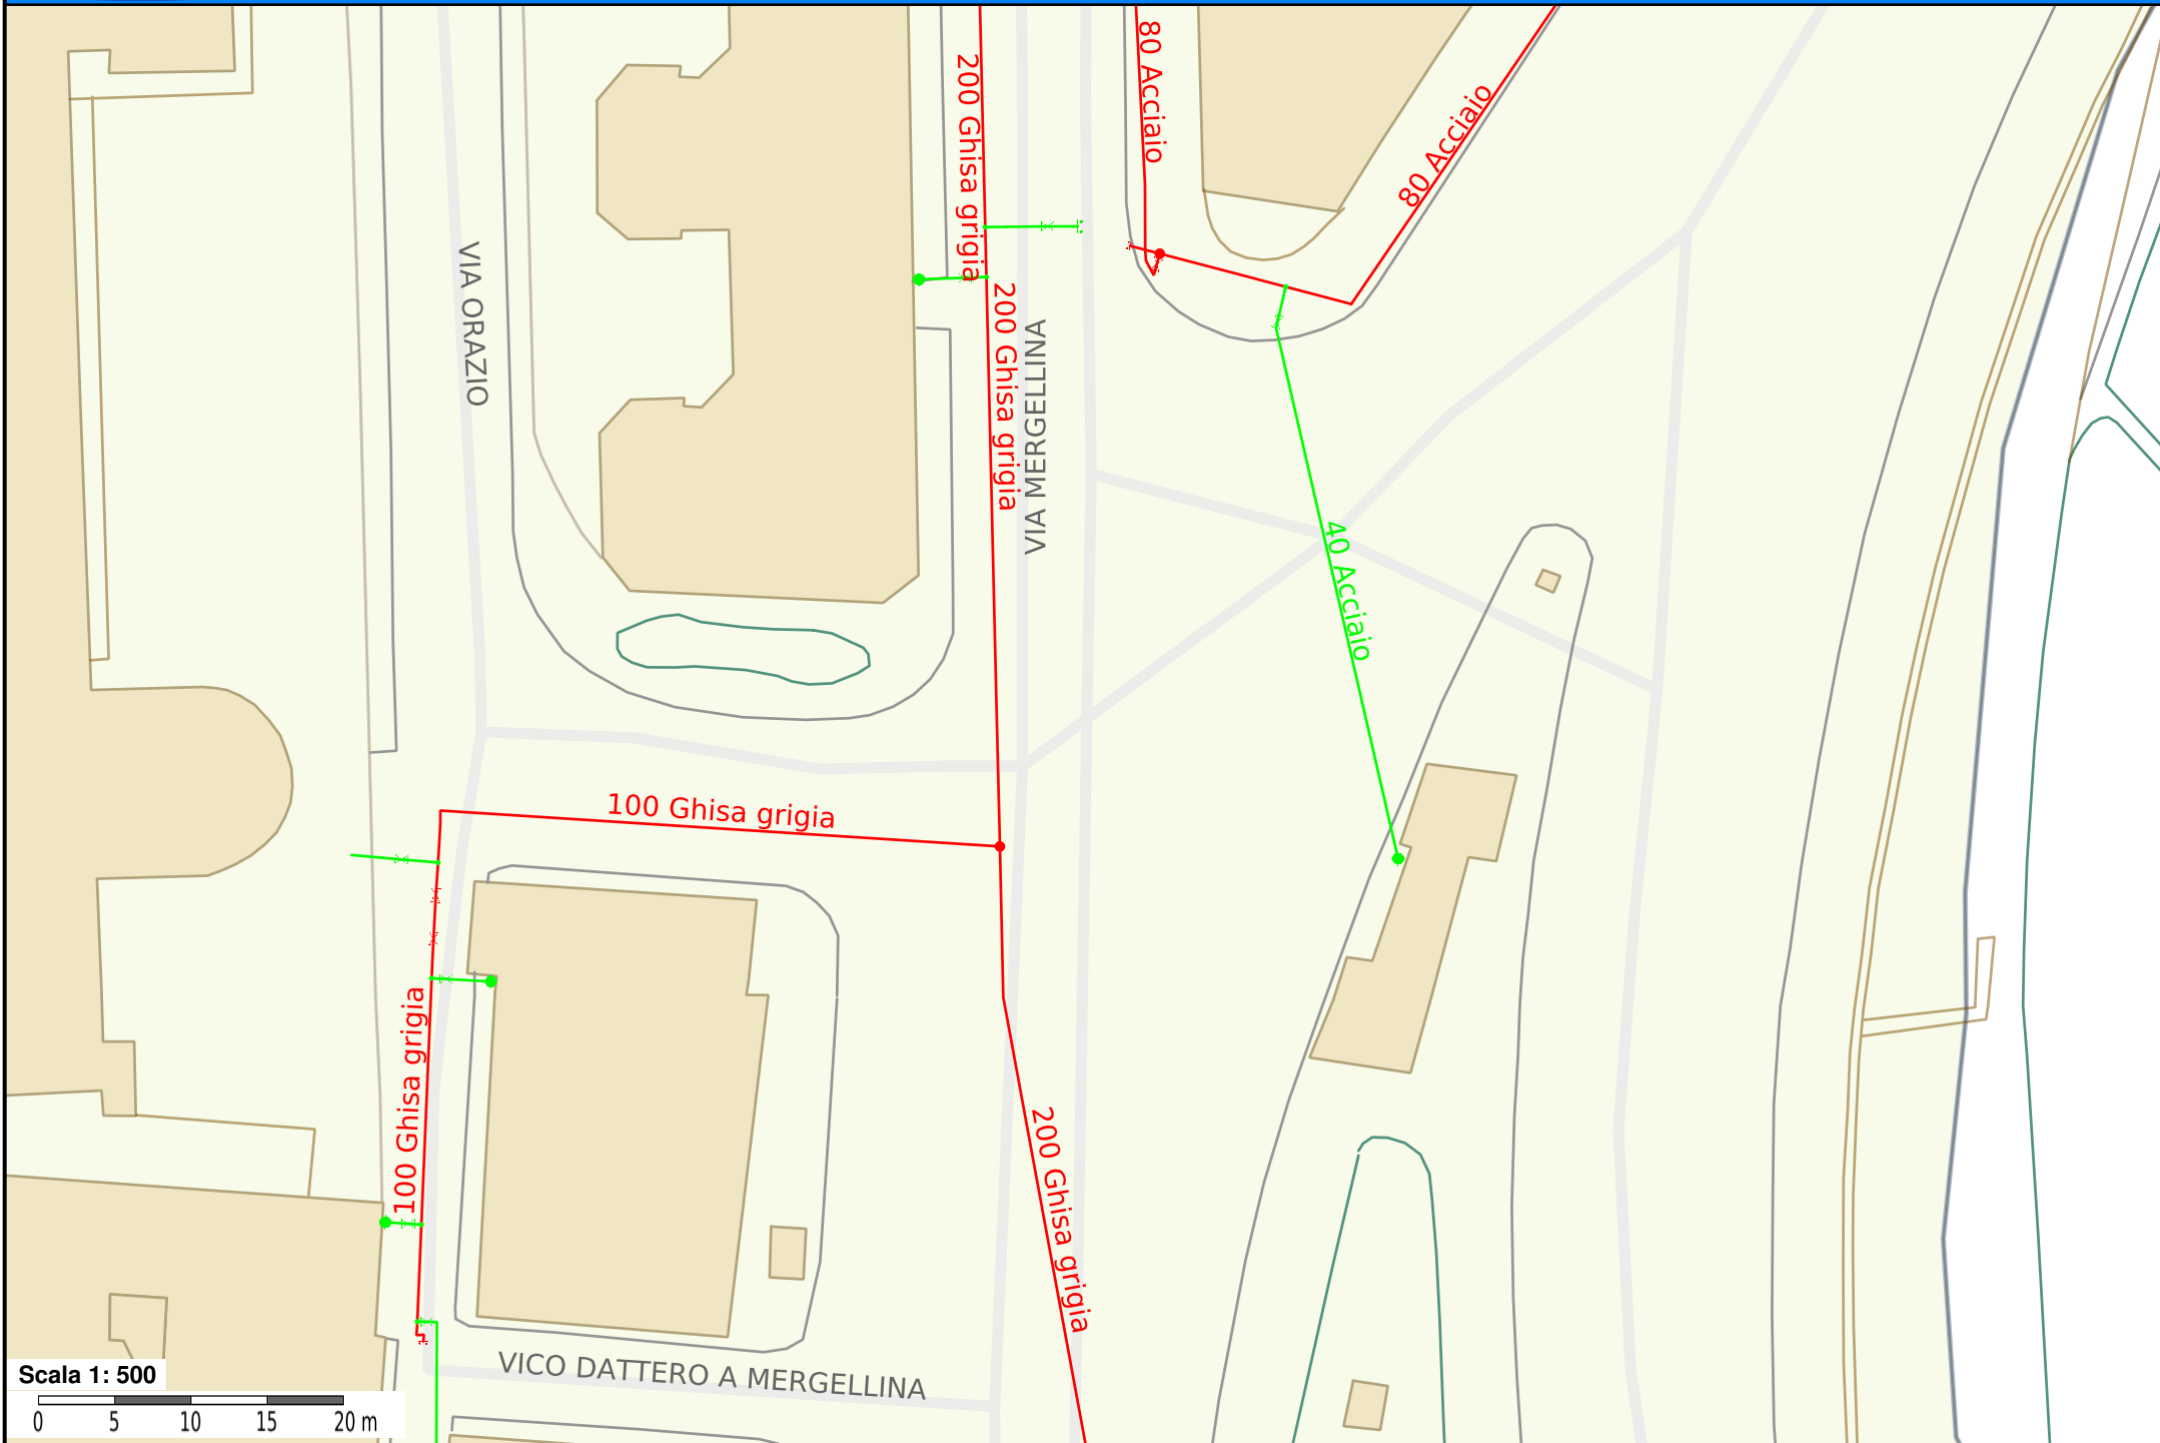 80 Acciaio
200 Ghisa grigia
80 Acciaio
VIA ORAZIO
200 Ghisa grigia
VIA MERGELLINA
40 Acciaio
100 Ghisa grigia
100 Ghisa grigia
200 Ghisa grigia
VICO DATTERO A MERGELLINA
Scala 1: 500
0 5 10 15 20 m